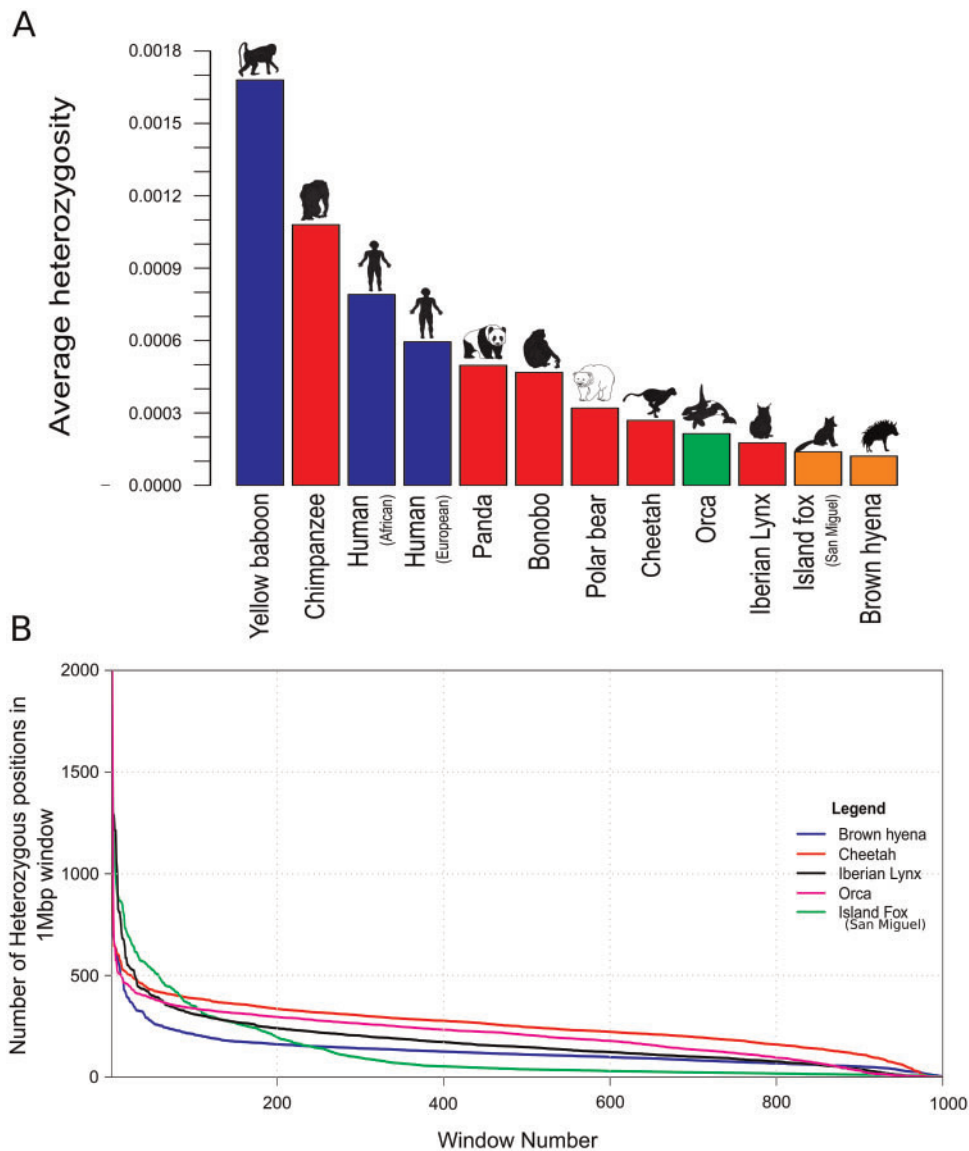 A
Average heterozygosity
0.0018
0.0015
0.0012
0.0009
0.0006
0.0003
0.0000
Yellow baboon
Chimpanzee
Human
(African)
Human
(European)
Panda
Bonobo
Polar bear
Cheetah
Orca
Iberian Lynx
Island fox
(San Miguel)
Brown hyena
B
Number of Heterozygous positions in
1Mbp window
2000
1500
1000
500
0
Legend
Brown hyena
Cheetah
Iberian Lynx
Orca
Island Fox
(San Miguel)
200
400
600
800
1000
Window Number